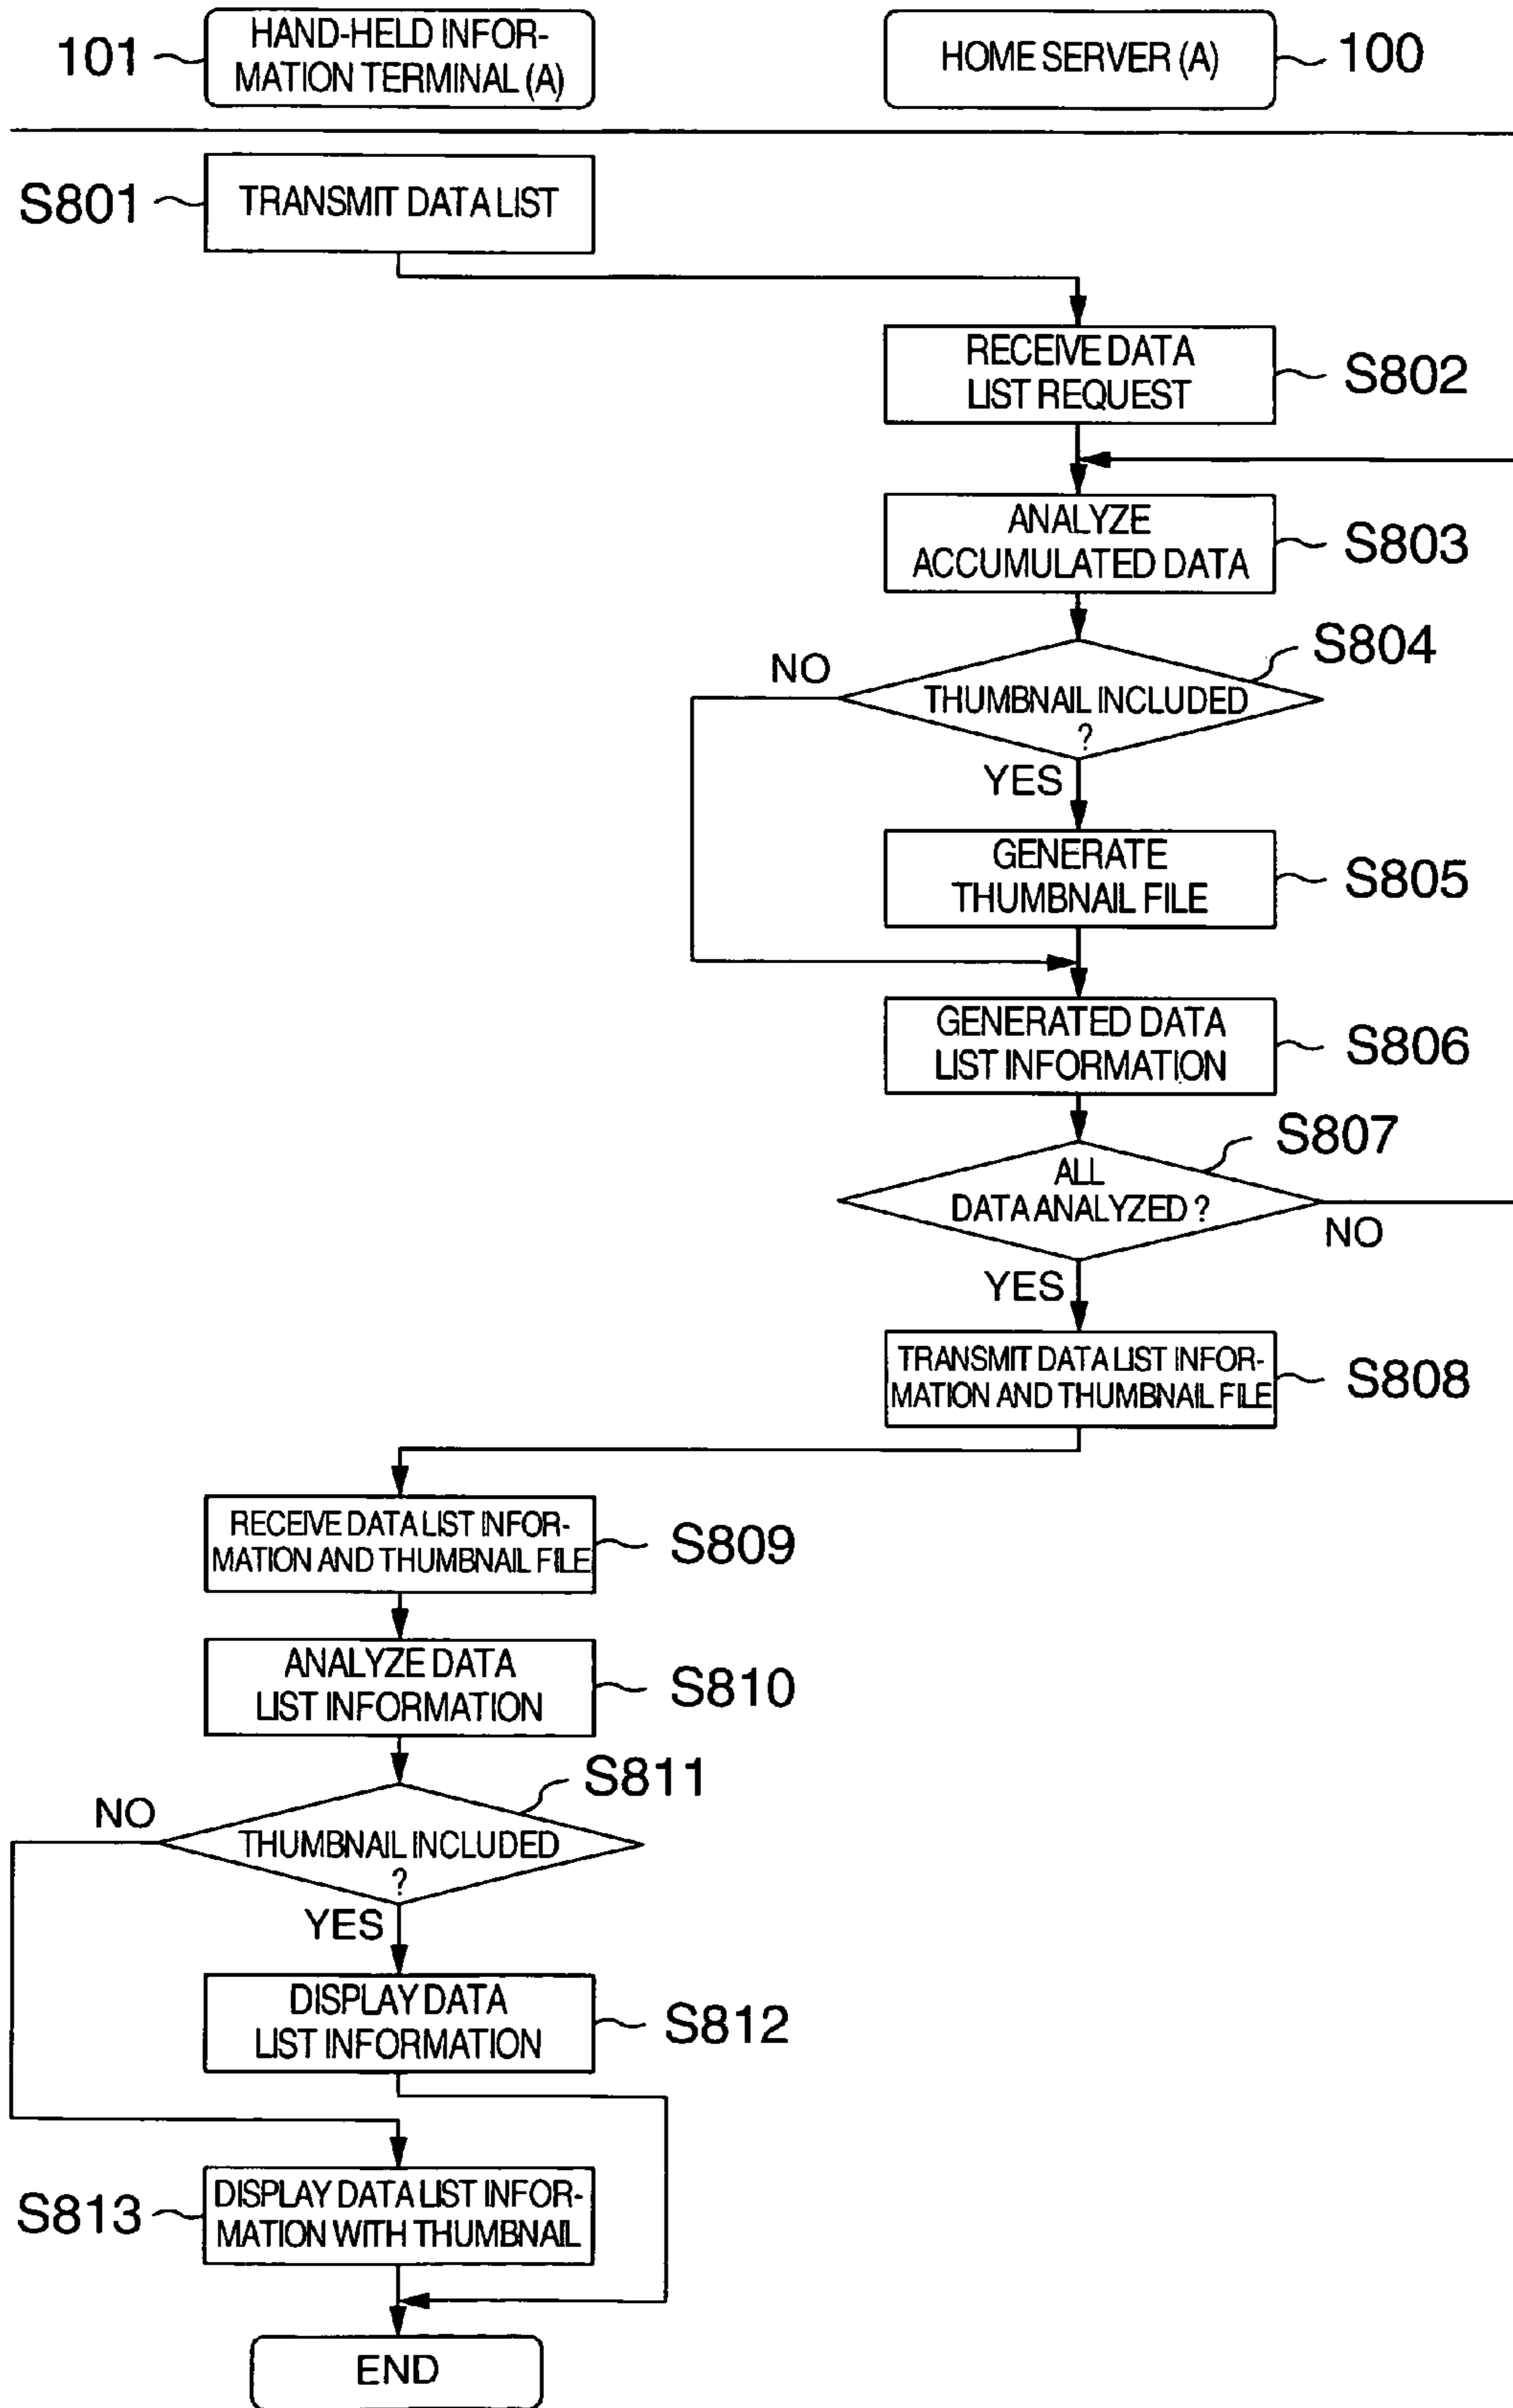 101
HAND-HELD INFOR-
MATION TERMINAL (A)
HOME SERVER (A)
100
S801
TRANSMIT DATA LIST
RECEIVE DATA
LIST REQUEST
S802
ANALYZE
ACCUMULATED DATA
S803
S804
NO
THUMBNAIL INCLUDED
?
YES
GENERATE
THUMBNAIL FILE
S805
GENERATED DATA
LIST INFORMATION
S806
S807
ALL
DATA ANALYZED ?
NO
YES
TRANSMIT DATA LIST INFOR-
MATION AND THUMBNAIL FILE
S808
RECEIVE DATA LIST INFOR-
MATION AND THUMBNAIL FILE
S809
ANALYZE DATA
LIST INFORMATION
S810
S811
NO
THUMBNAIL INCLUDED
?
YES
DISPLAY DATA
LIST INFORMATION
S812
S813
DISPLAY DATA LIST INFOR-
MATION WITH THUMBNAIL
END